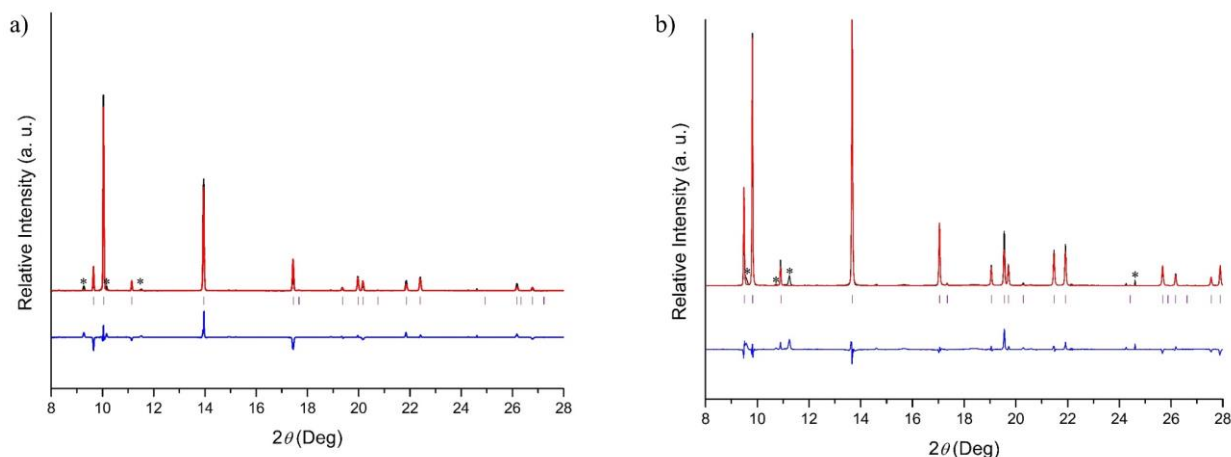 a)
Relative Intensity (a. u.)
* * *
8 10 12 14 16 18 20 22 24 26 28
2θ (Deg)
b)
Relative Intensity (a. u.)
* * * *
8 10 12 14 16 18 20 22 24 26 28
2θ (Deg)